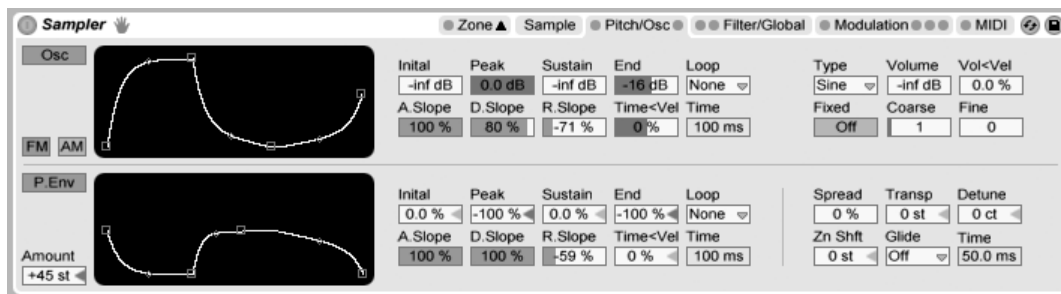 Sampler Zone Sample Pitch/Osc Filter/Global Modulation MIDI
Osc
FM AM
Inital Peak Sustain End Loop
-inf dB 0.0 dB -inf dB -16 dB None
A.Slope D.Slope R.Slope Time<Vel Time
100 % 80 % -71 % 0 % 100 ms
Type Volume Vol<Vel
Sine -inf dB 0.0 %
Fixed Coarse Fine
Off 1 0
P.Env
Amount
+45 st
Inital Peak Sustain End Loop
0.0 % -100 % 0.0 % -100 % None
A.Slope D.Slope R.Slope Time<Vel Time
100 % 100 % -59 % 0 % 100 ms
Spread Transp Detune
0 % 0 st 0 ct
Zn Shft Glide Time
0 st Off 50.0 ms